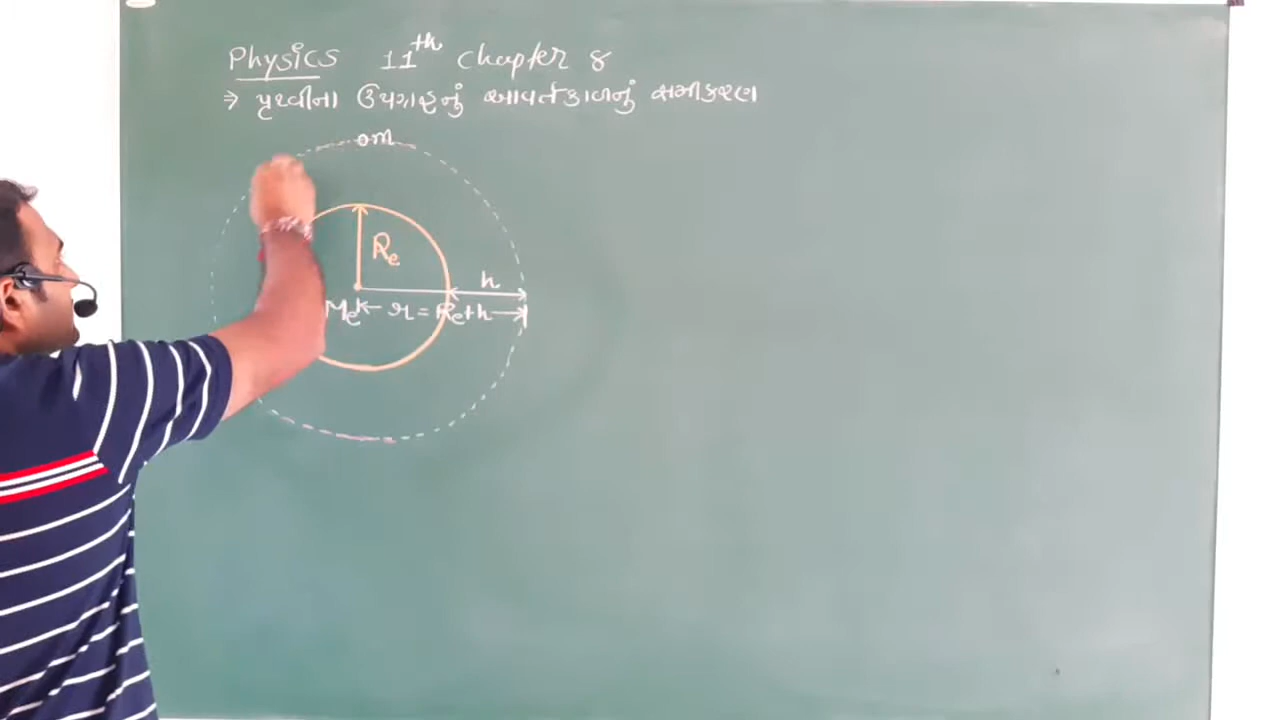 Physics 11th Chapter 8
⇒ પૃથ્વીના ઉપગ્રહનું આવર્તકાળનું સમીકરણ
m
Re
h
Me r = Re+h